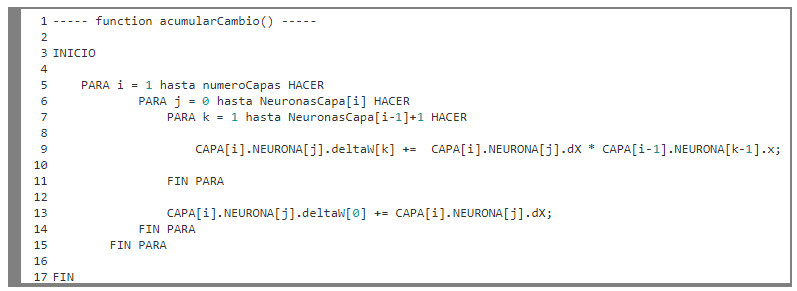 1 ----- function acumularCambio() -----
2
3 INICIO
4
5 PARA i = 1 hasta numeroCapas HACER
6 PARA j = 0 hasta NeuronasCapa[i] HACER
7 PARA k = 1 hasta NeuronasCapa[i-1]+1 HACER
8
9 CAPA[i].NEURONA[j].deltaW[k] += CAPA[i].NEURONA[j].dX * CAPA[i-1].NEURONA[k-1].x;
10
11 FIN PARA
12
13 CAPA[i].NEURONA[j].deltaW[0] += CAPA[i].NEURONA[j].dX;
14 FIN PARA
15 FIN PARA
16
17 FIN